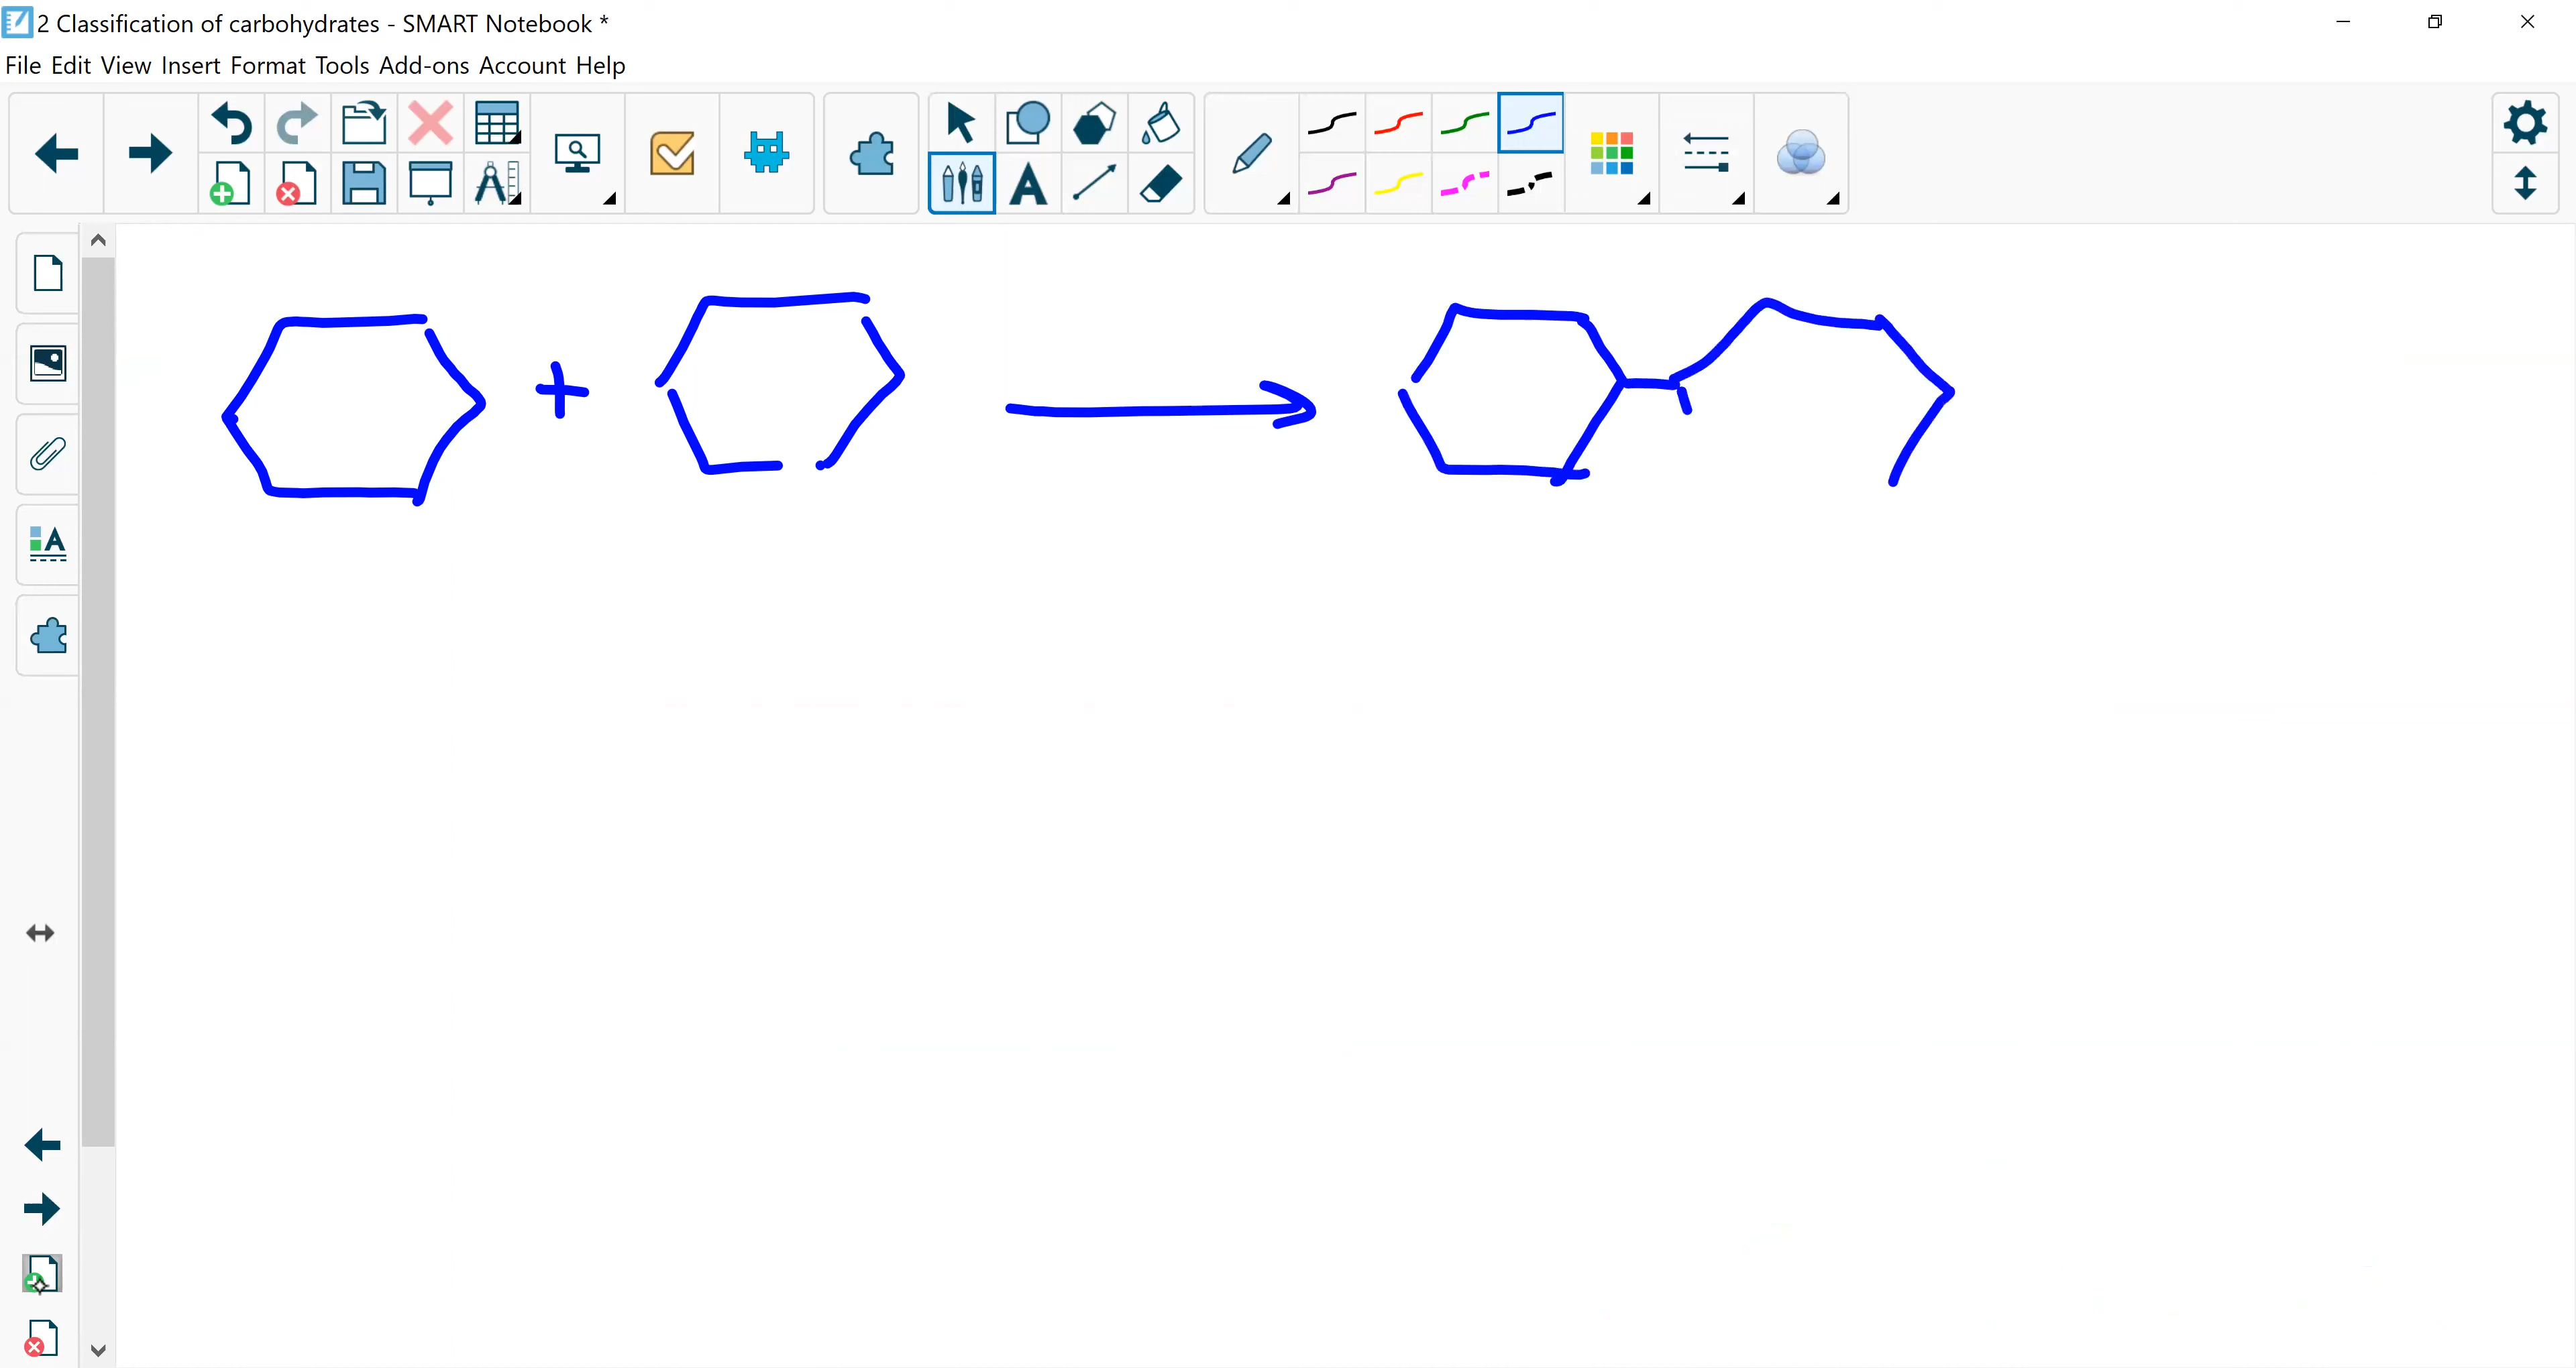 2 Classification of carbohydrates - SMART Notebook *
File Edit View Insert Format Tools Add-ons Account Help
+